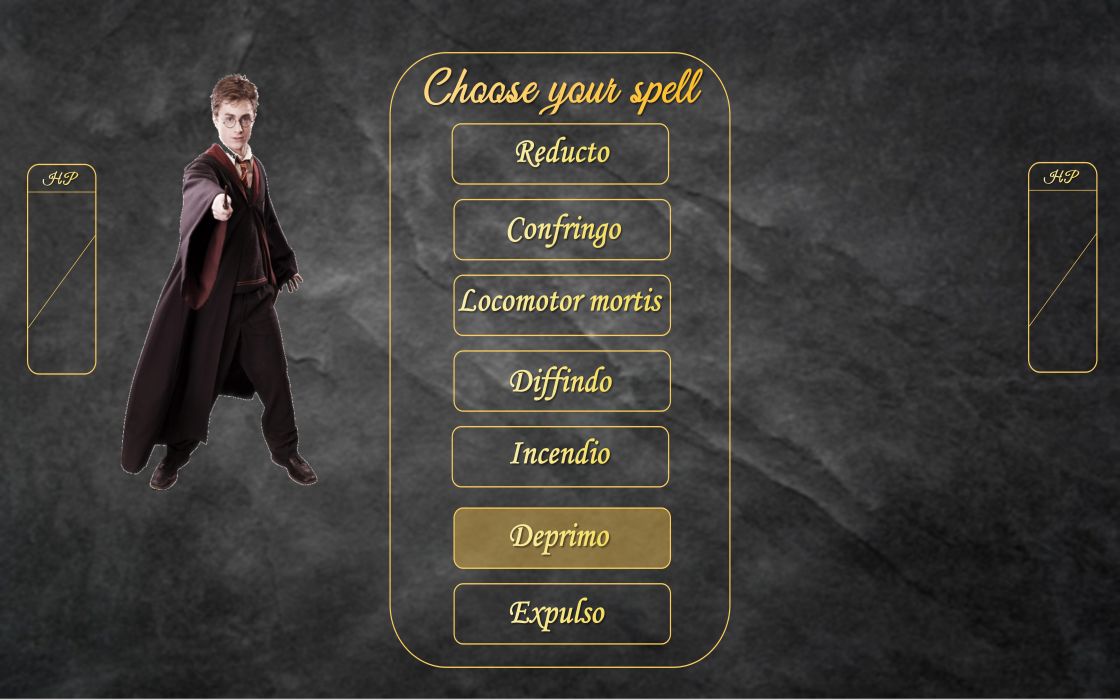 Choose your spell
HP
HP
Reducto
Confringo
Locomotor mortis
Diffindo
Incendio
Deprimo
Expulso